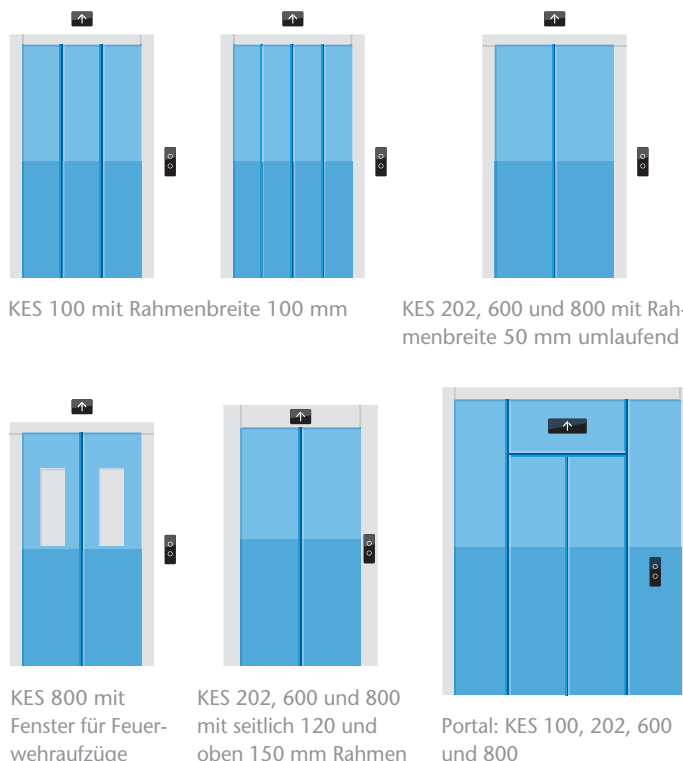 KES 100 mit Rahmenbreite 100 mm
KES 202, 600 und 800 mit Rah-
menbreite 50 mm umlaufend
KES 800 mit
Fenster für Feuer-
wehraufzüge
KES 202, 600 und 800
mit seitlich 120 und
oben 150 mm Rahmen
Portal: KES 100, 202, 600
und 800